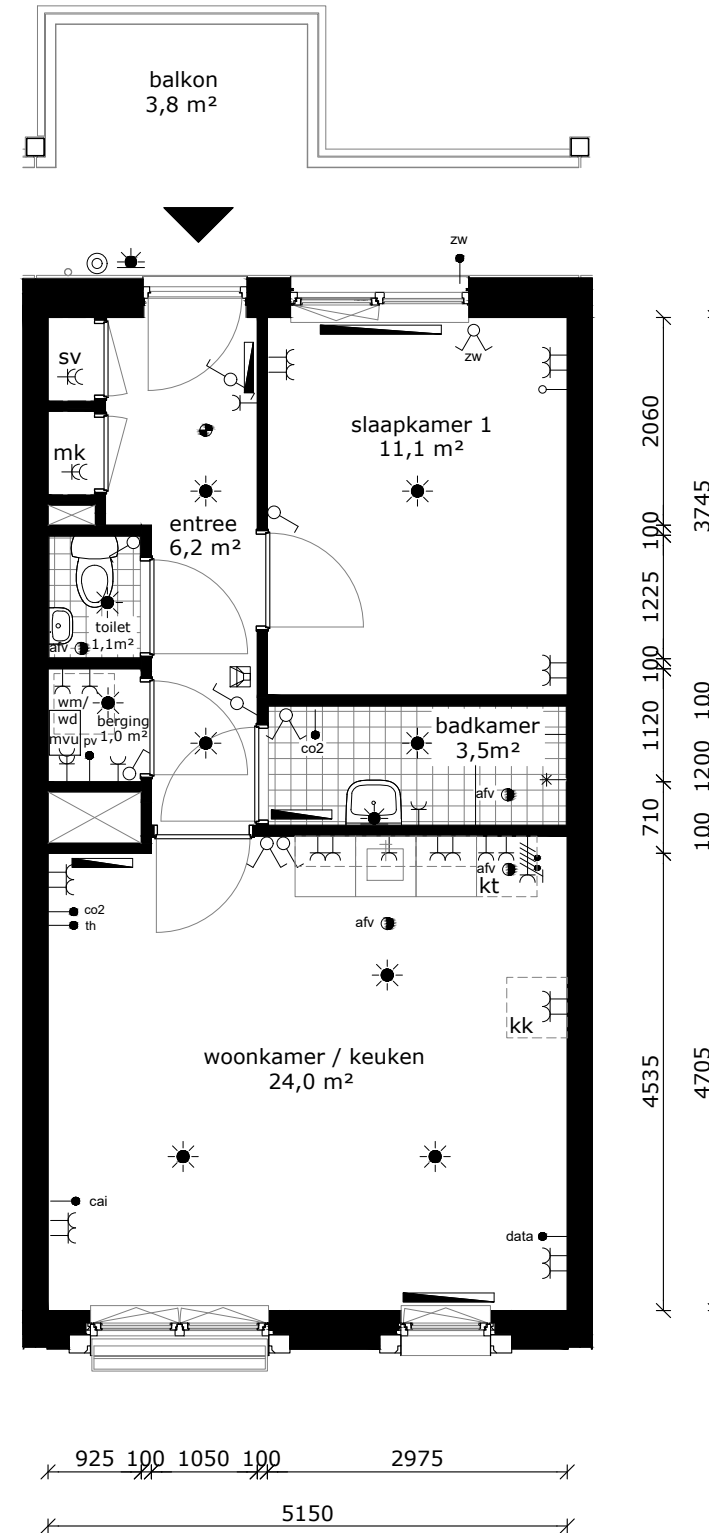 balkon
3,8 m²
zw
sv
zw
mk
slaapkamer 1
11,1 m²
entree
6,2 m²
toilet
1,1m²
afv
wm/
wd
berging
1,0 m²
mvu
pv
co2
badkamer
3,5m²
afv
afv
kt
co2
th
afv
kk
woonkamer / keuken
24,0 m²
cai
data
2060
100
1225
100
1120
710
4535
3745
100
1200
100
4705
925 100 1050 100 2975
5150